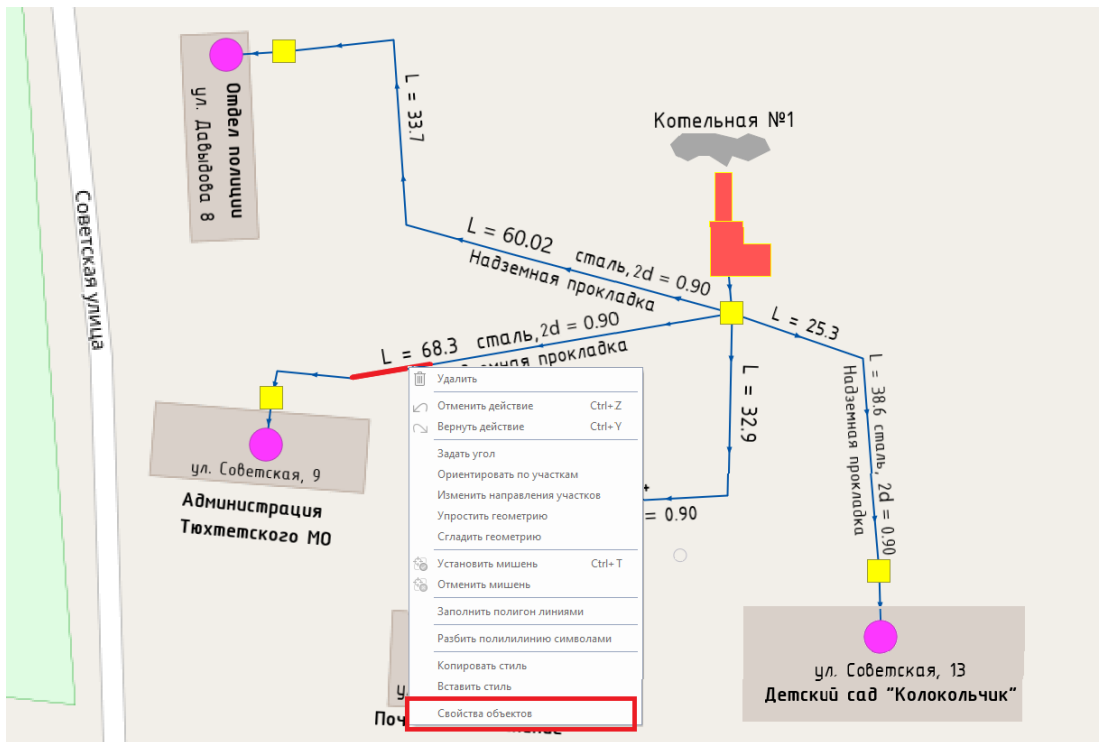 Советская улица
Отдел полиции
ул. Давыдова 8
L = 33.7
Котельная №1
L = 60.02 сталь, 2d = 0.90
Надземная прокладка
L = 25.3
L = 68.3 сталь, 2d = 0.90
прокладка
L = 32.9
L = 38.6 сталь, 2d = 0.90
Надземная прокладка
ул. Советская, 9
Администрация
Тюхтетского МО
Удалить
Отменить действие Ctrl+Z
Вернуть действие Ctrl+Y
Задать угол
Ориентировать по участкам
Изменить направления участков
Упростить геометрию
Сгладить геометрию
Установить мишень Ctrl+T
Отменить мишень
Заполнить полигон линиями
Разбить полилилинию символами
Копировать стиль
Вставить стиль
Свойства объектов
= 0.90
ул. Советская, 13
Детский сад "Колокольчик"